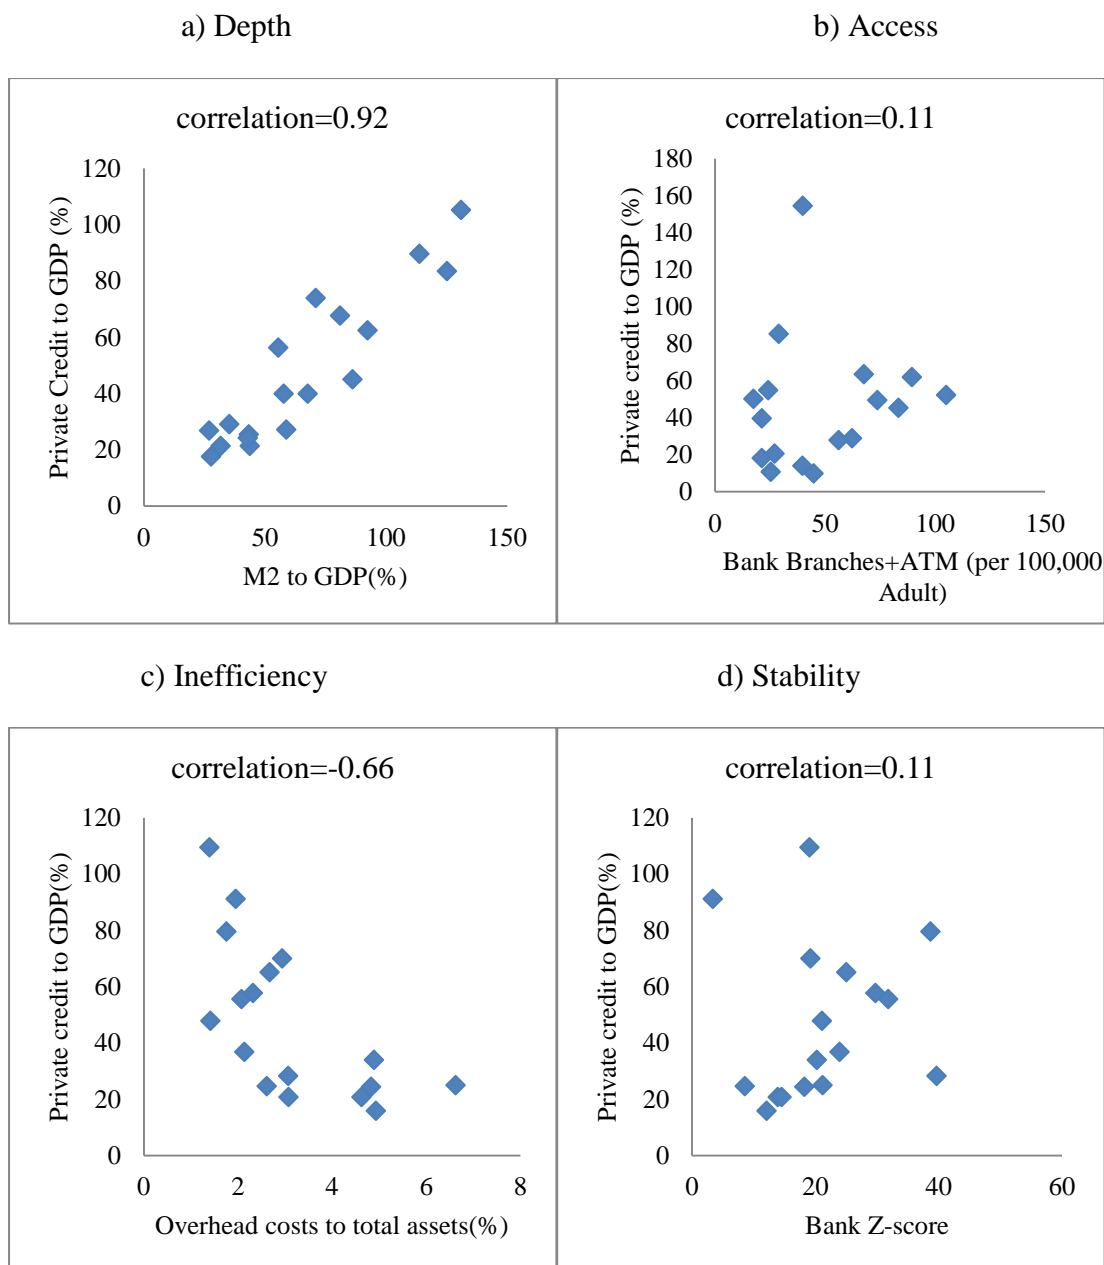 a) Depth
b) Access
correlation=0.92
Private Credit to GDP (%)
120
100
80
60
40
20
0
0 50 100 150
M2 to GDP(%)
correlation=0.11
Private credit to GDP (%)
180
160
140
120
100
80
60
40
20
0
0 50 100 150
Bank Branches+ATM (per 100,000
Adult)
c) Inefficiency
d) Stability
correlation=-0.66
Private credit to GDP(%)
120
100
80
60
40
20
0
0 2 4 6 8
Overhead costs to total assets(%)
correlation=0.11
Private credit to GDP(%)
120
100
80
60
40
20
0
0 20 40 60
Bank Z-score